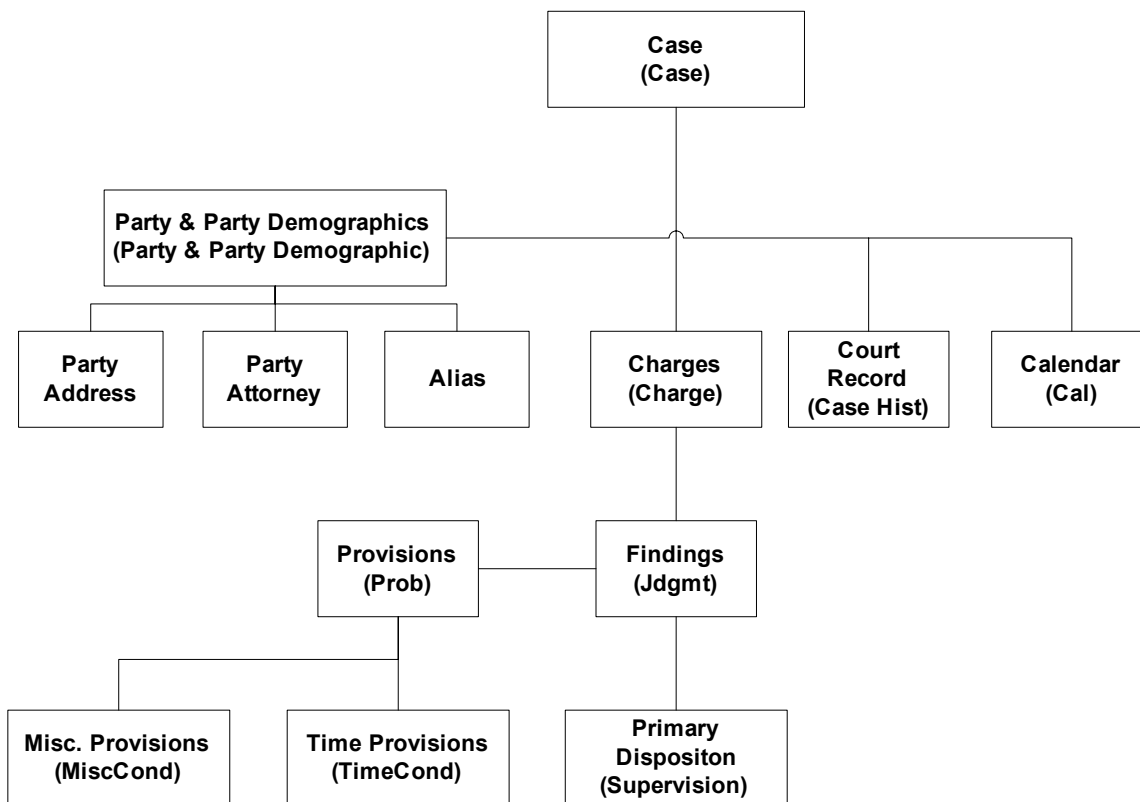 Case
(Case)
Party & Party Demographics
(Party & Party Demographic)
Party
Address
Party
Attorney
Alias
Charges
(Charge)
Court
Record
(Case Hist)
Calendar
(Cal)
Provisions
(Prob)
Findings
(Jdgmt)
Misc. Provisions
(MiscCond)
Time Provisions
(TimeCond)
Primary
Dispositon
(Supervision)